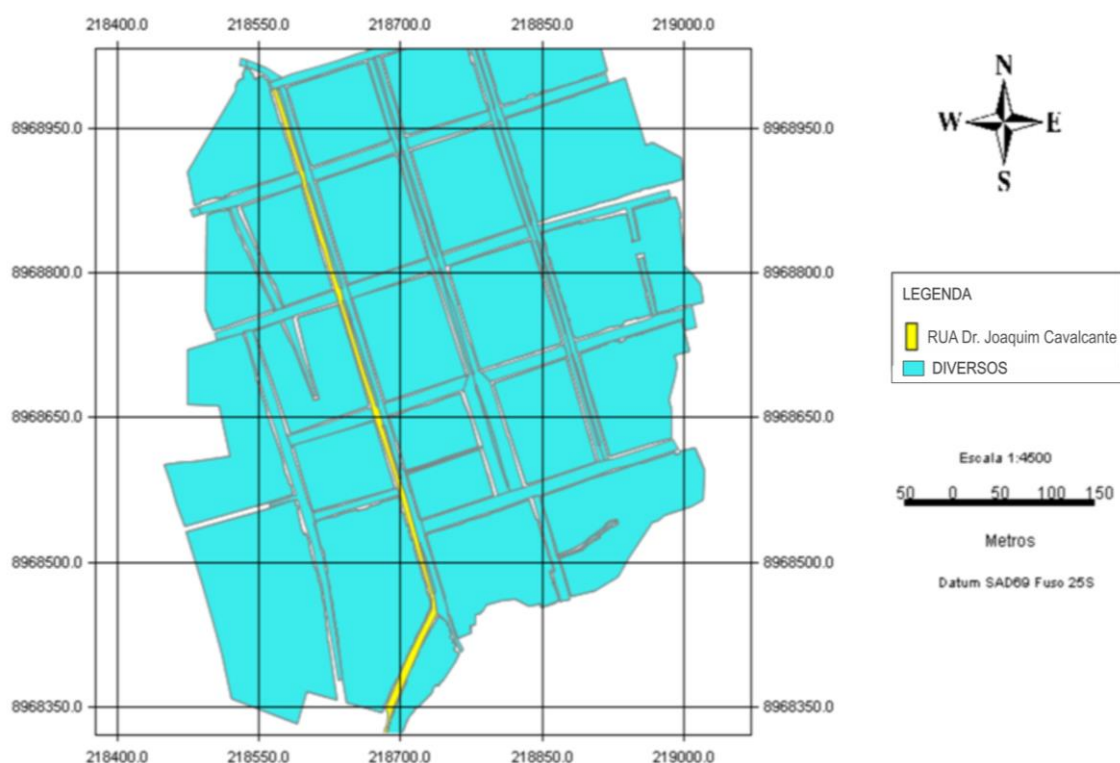 218400.0 218550.0 218700.0 218850.0 219000.0
8968950.0 8968950.0
8968800.0 8968800.0
8968650.0 8968650.0
8968500.0 8968500.0
8968350.0 8968350.0
218400.0 218550.0 218700.0 218850.0 219000.0
N
W E
S
LEGENDA
RUA Dr. Joaquim Cavalcante
DIVERSOS
Escala 1:4500
50 0 50 100 150
Metros
Datum SAD69 Fuso 25S